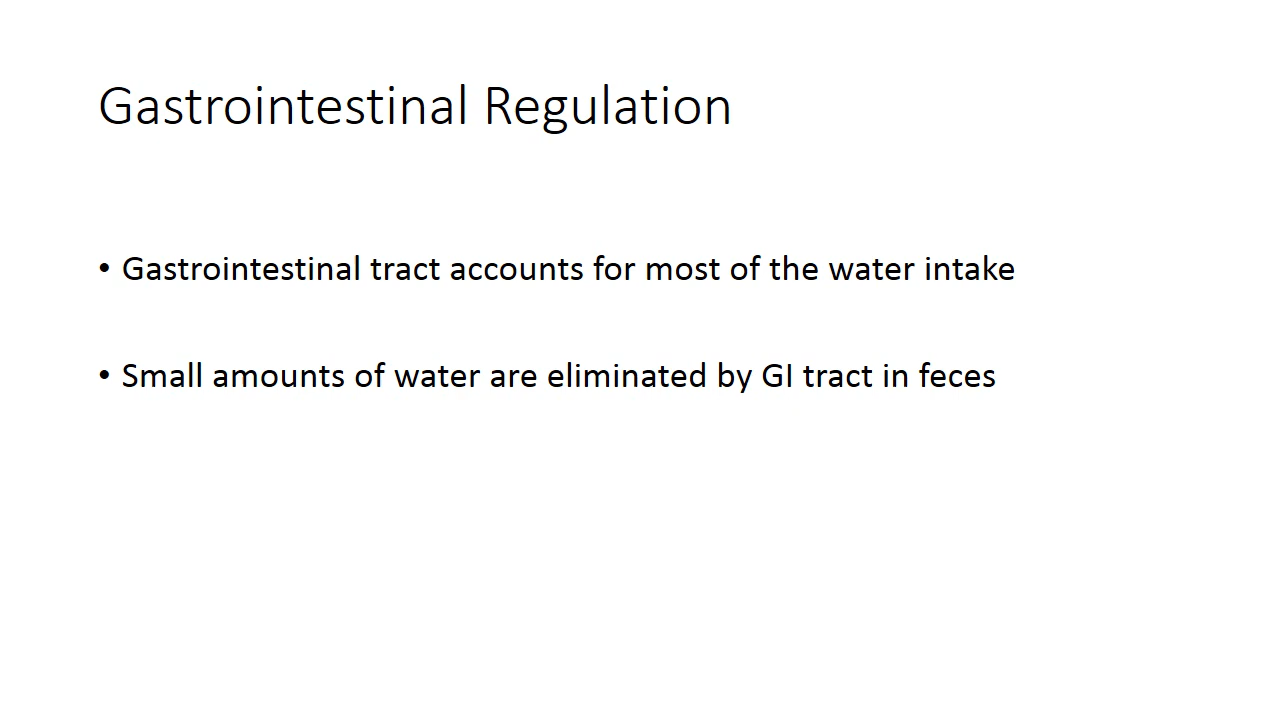 Gastrointestinal Regulation
• Gastrointestinal tract accounts for most of the water intake
• Small amounts of water are eliminated by GI tract in feces